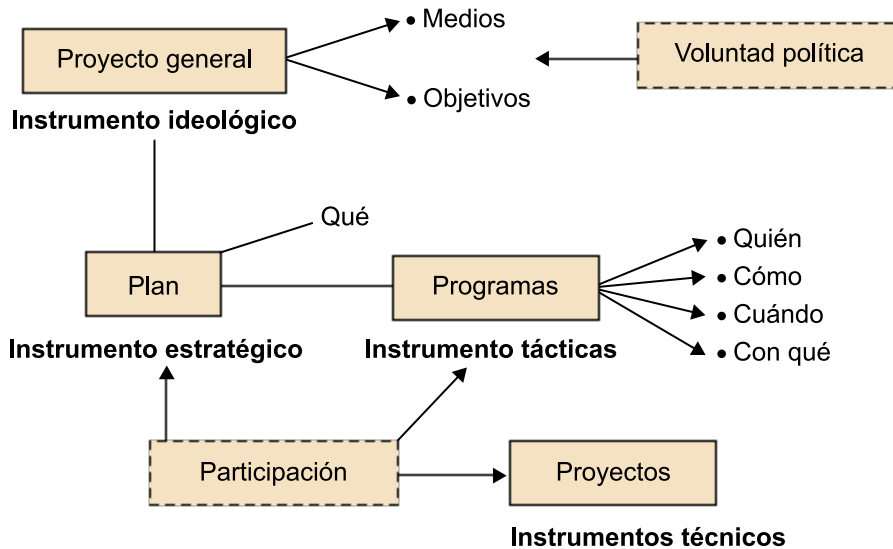 Proyecto general
• Medios
• Objetivos
Voluntad política
Instrumento ideológico
Qué
Plan
Programas
• Quién
• Cómo
• Cuándo
• Con qué
Instrumento estratégico
Instrumento tácticas
Participación
Proyectos
Instrumentos técnicos